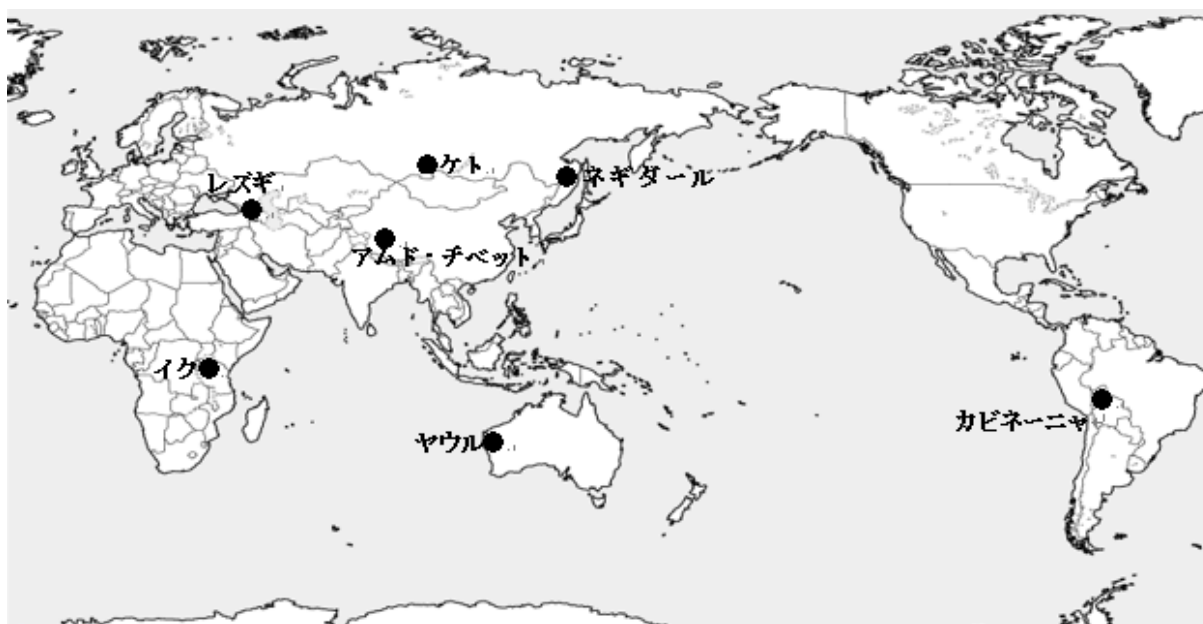 ケト
ネギダール
レズギ
アムド・チベット
イク
カビネーニャ
ヤウル